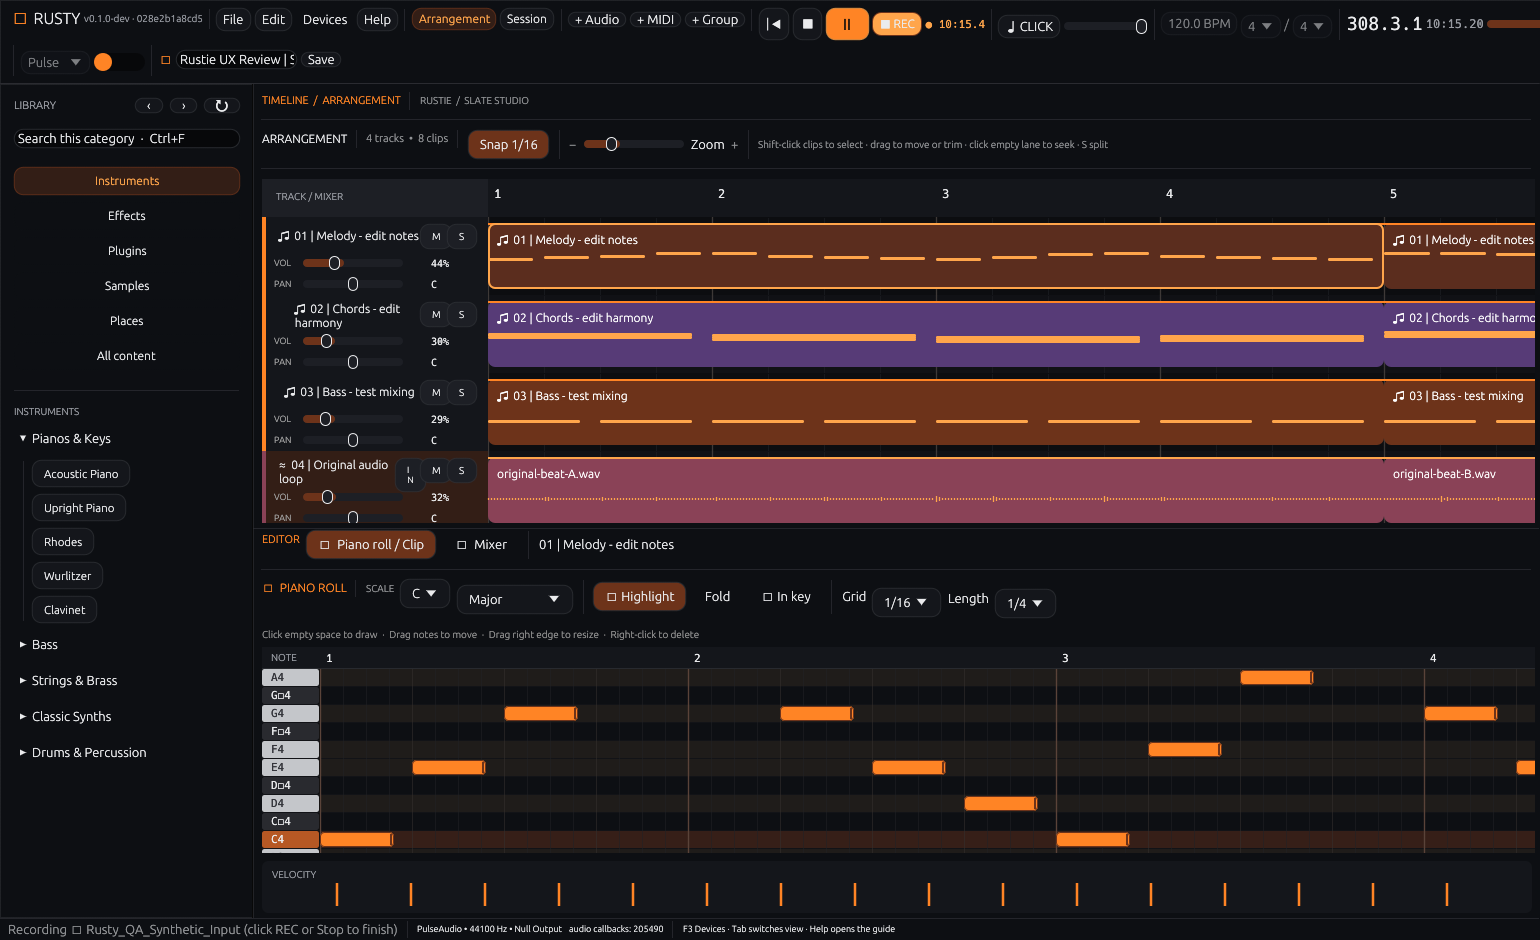 RUSTY v0.1.0-dev · 028e2b1a8cd5 File Edit Devices Help Arrangement Session + Audio + MIDI + Group REC 10:15.4 CLICK 120.0 BPM 4 / 4 308.3.1 10:15.20
Pulse Rustie UX Review | S Save
LIBRARY ‹ › ↻
Search this category · Ctrl+F
Instruments
Effects
Plugins
Samples
Places
All content
INSTRUMENTS
▾ Pianos & Keys
Acoustic Piano
Upright Piano
Rhodes
Wurlitzer
Clavinet
▸ Bass
▸ Strings & Brass
▸ Classic Synths
▸ Drums & Percussion
TIMELINE / ARRANGEMENT RUSTIE / SLATE STUDIO
ARRANGEMENT 4 tracks • 8 clips Snap 1/16 − Zoom + Shift-click clips to select · drag to move or trim · click empty lane to seek · S split
TRACK / MIXER 1 2 3 4 5
♫ 01 | Melody - edit notes M S
VOL 44%
PAN C
♫ 01 | Melody - edit notes ♫ 01 | Melody - edit notes
♫ 02 | Chords - edit
harmony M S
VOL 30%
PAN C
♫ 02 | Chords - edit harmony ♫ 02 | Chords - edit harmo
♫ 03 | Bass - test mixing M S
VOL 29%
PAN C
♫ 03 | Bass - test mixing ♫ 03 | Bass - test mixing
≈ 04 | Original audio
loop IN M S
VOL 32%
PAN C
original-beat-A.wav original-beat-B.wav
EDITOR Piano roll / Clip Mixer 01 | Melody - edit notes
PIANO ROLL SCALE C Major Highlight Fold In key Grid 1/16 Length 1/4
Click empty space to draw · Drag notes to move · Drag right edge to resize · Right-click to delete
NOTE 1 2 3 4
A4
G□4
G4
F□4
F4
E4
D□4
D4
C□4
C4
VELOCITY
Recording □ Rusty_QA_Synthetic_Input (click REC or Stop to finish) PulseAudio • 44100 Hz • Null Output audio callbacks: 205490 F3 Devices · Tab switches view · Help opens the guide